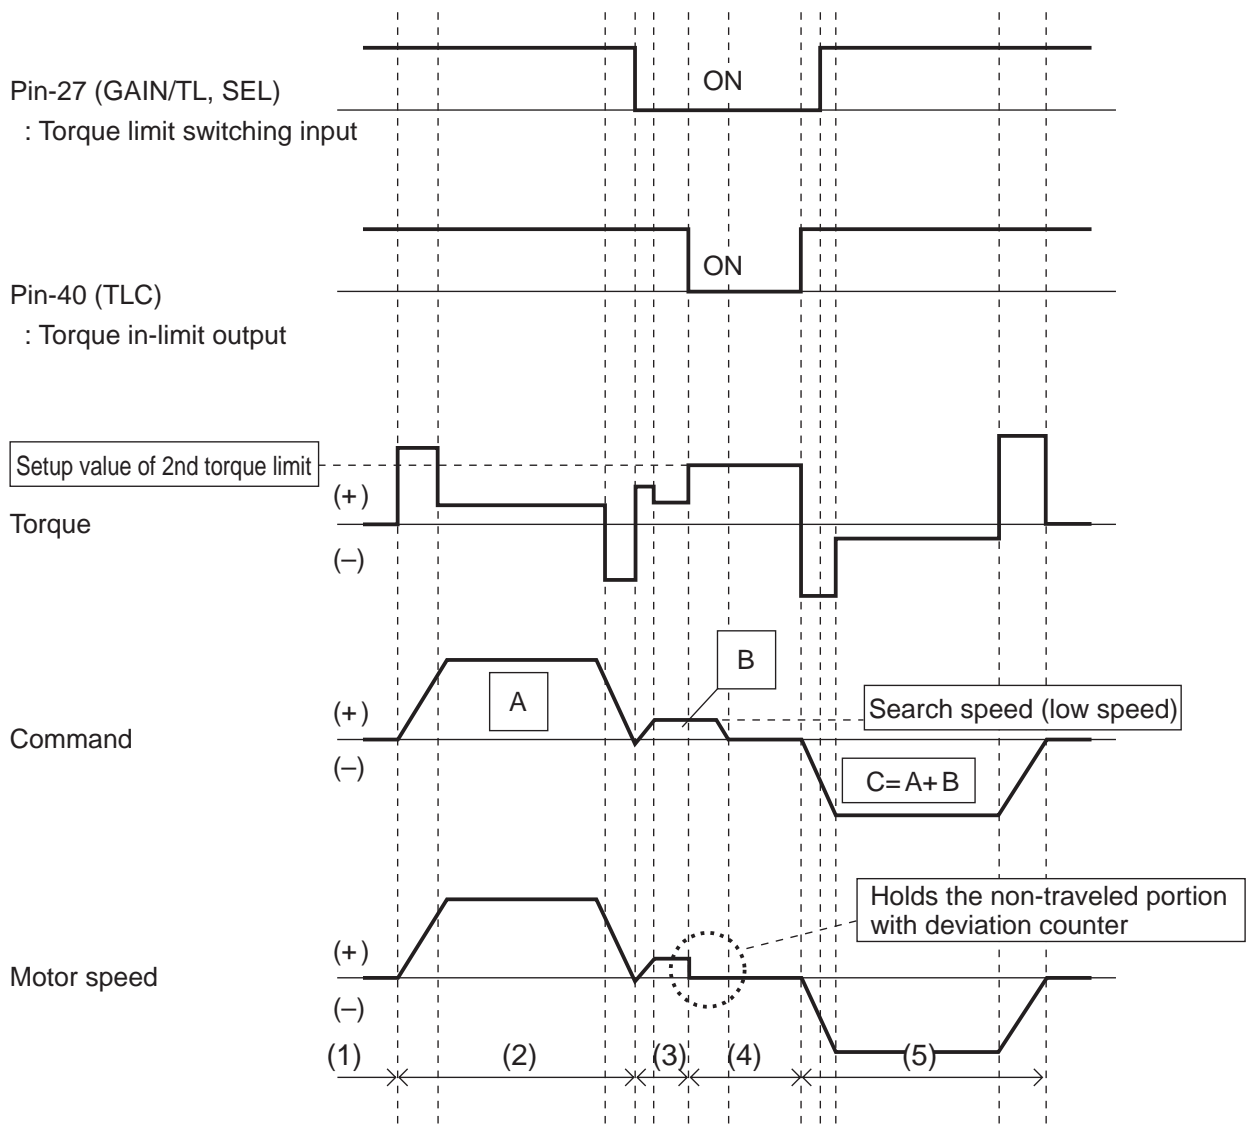 Pin-27 (GAIN/TL, SEL)
: Torque limit switching input
ON
Pin-40 (TLC)
: Torque in-limit output
ON
Setup value of 2nd torque limit
(+)
Torque
(–)
B
A
Search speed (low speed)
(+)
Command
(–)
C=A+B
Holds the non-traveled portion
with deviation counter
(+)
Motor speed
(–)
(1)
(2)
(3)
(4)
(5)